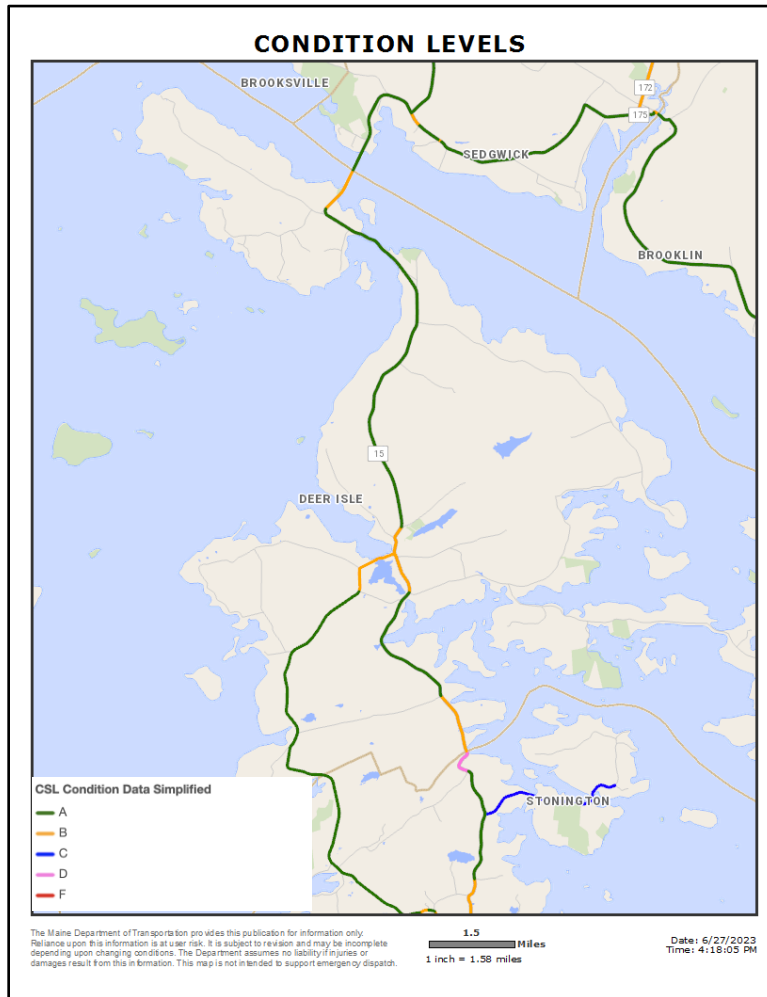 CONDITION LEVELS
BROOKSVILLE
172
175
SEDGWICK
BROOKLIN
15
DEER ISLE
STONINGTON
CSL Condition Data Simplified
A
B
C
D
F
The Maine Department of Transportation provides this publication for information only.
Reliance upon this information is at user risk. It is subject to revision and may be incomplete
depending upon changing conditions. The Department assumes no liability if injuries or
damages result from this information. This map is not intended to support emergency dispatch.
1.5
Miles
1 inch = 1.58 miles
Date: 6/27/2023
Time: 4:18:05 PM